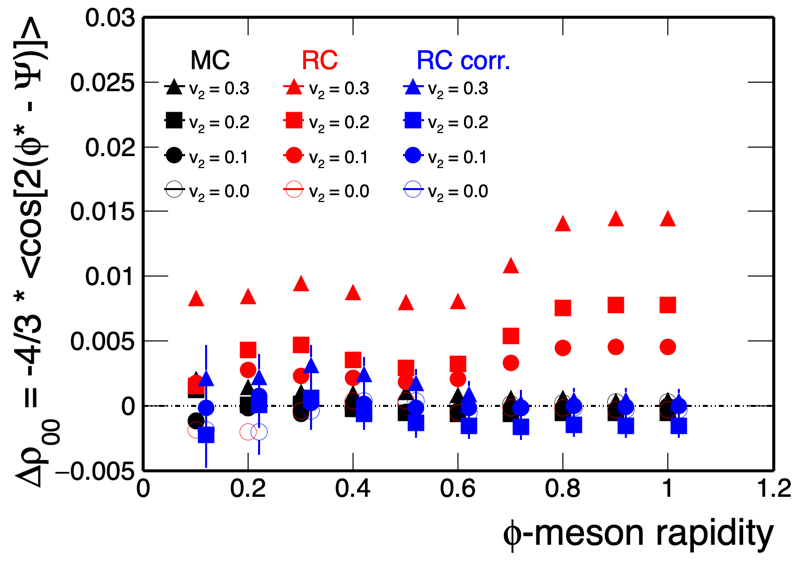 Δρ00 = -4/3 * <cos[2(ϕ* - Ψ)]>
0.03
0.025
0.02
0.015
0.01
0.005
0
−0.005
MC RC RC corr.
v2 = 0.3 v2 = 0.3 v2 = 0.3
v2 = 0.2 v2 = 0.2 v2 = 0.2
v2 = 0.1 v2 = 0.1 v2 = 0.1
v2 = 0.0 v2 = 0.0 v2 = 0.0
0 0.2 0.4 0.6 0.8 1 1.2
ϕ-meson rapidity